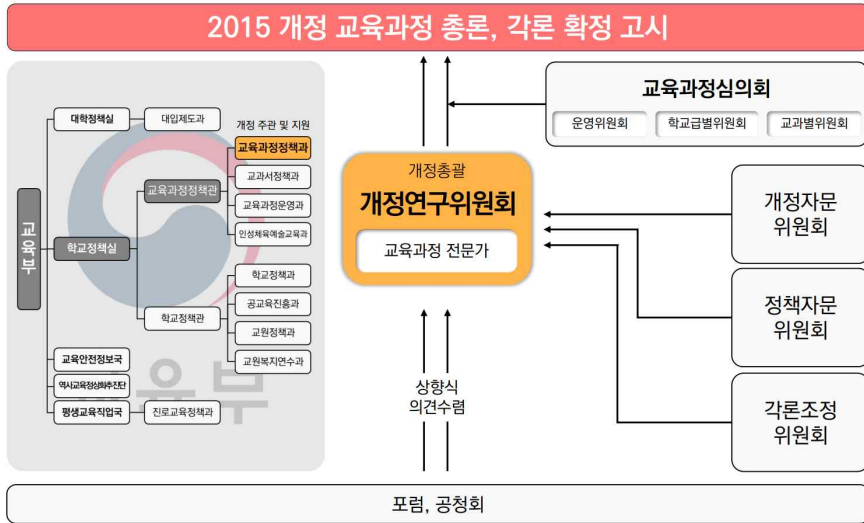 2015 개정 교육과정 총론, 각론 확정 고시
교육부
대학정책실
대입제도과
개정 주관 및 지원
교육과정정책과
교과서정책과
교육과정운영과
인성체육예술교육과
교육과정정책관
학교정책실
학교정책관
학교정책과
공교육진흥과
교원정책과
교원복지연수과
교육안전정보국
역사교육정상화추진단
평생교육직업국
진로교육정책과
교육부
개정총괄
개정연구위원회
교육과정 전문가
상향식
의견수렴
교육과정심의회
운영위원회
학교급별위원회
교과별위원회
개정자문
위원회
정책자문
위원회
각론조정
위원회
포럼, 공청회